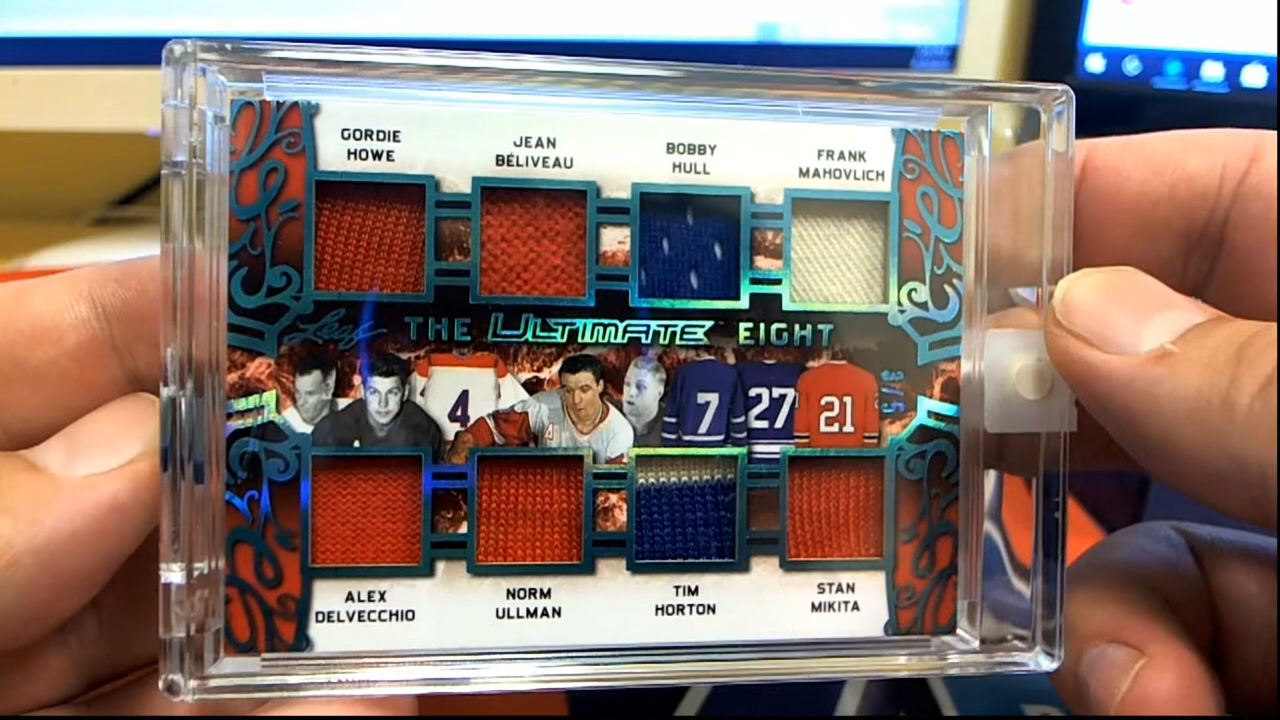 GORDIE
HOWE
JEAN
BÉLIVEAU
BOBBY
HULL
FRANK
MAHOVLICH
Leaf THE ULTIMATE EIGHT
4
7
27
21
ALEX
DELVECCHIO
NORM
ULLMAN
TIM
HORTON
STAN
MIKITA